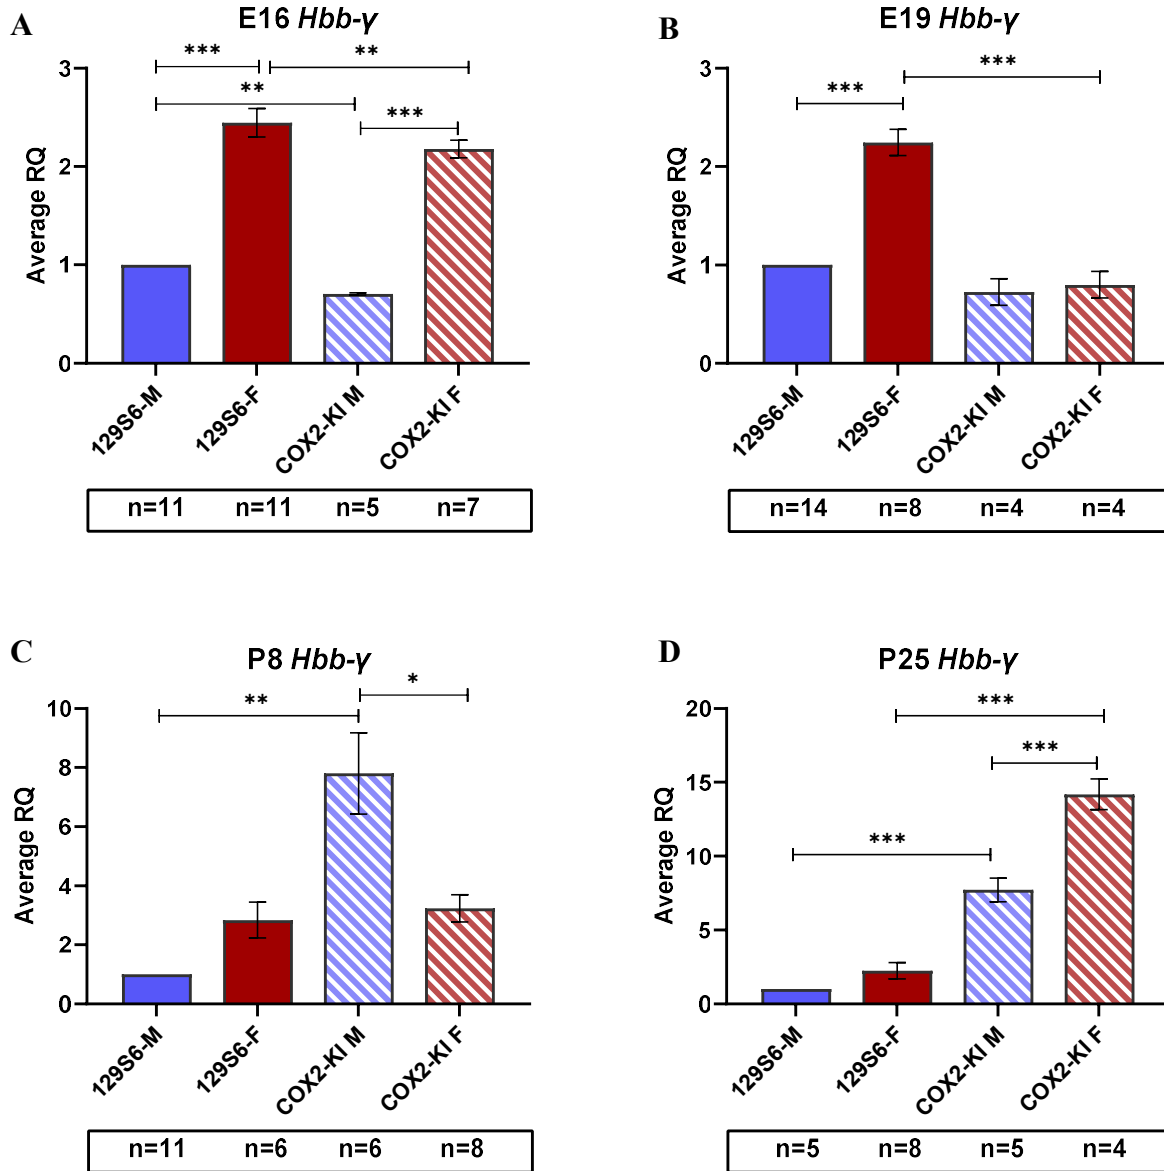 A
E16 Hbb-γ
***
**
**
***
Average RQ
3
2
1
0
129S6-M
129S6-F
COX2-KI M
COX2-KI F
n=11 n=11 n=5 n=7
B
E19 Hbb-γ
***
***
Average RQ
3
2
1
0
129S6-M
129S6-F
COX2-KI M
COX2-KI F
n=14 n=8 n=4 n=4
C
P8 Hbb-γ
**
*
Average RQ
10
8
6
4
2
0
129S6-M
129S6-F
COX2-KI M
COX2-KI F
n=11 n=6 n=6 n=8
D
P25 Hbb-γ
***
***
***
Average RQ
20
15
10
5
0
129S6-M
129S6-F
COX2-KI M
COX2-KI F
n=5 n=8 n=5 n=4